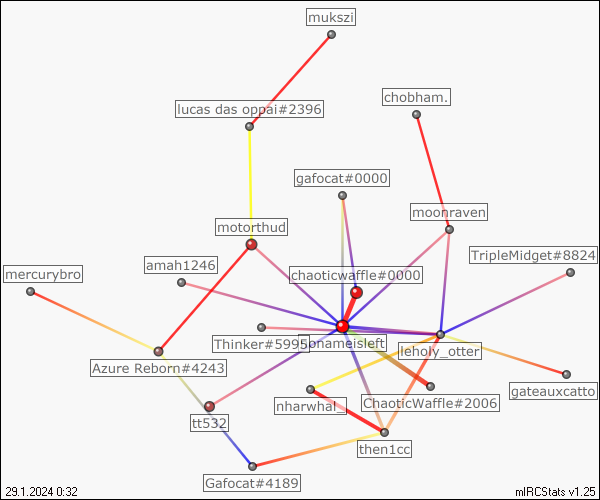 mukszi
chobham.
lucas das oppai#2396
gafocat#0000
moonraven
motorthud
TripleMidget#8824
amah1246
mercurybro
chaoticwaffle#0000
Thinker#5995
onameisleft
leholy_otter
Azure Reborn#4243
gateauxcatto
ChaoticWaffle#2006
nharwhal_
tt532
then1cc
Gafocat#4189
29.1.2024 0:32
mIRCStats v1.25